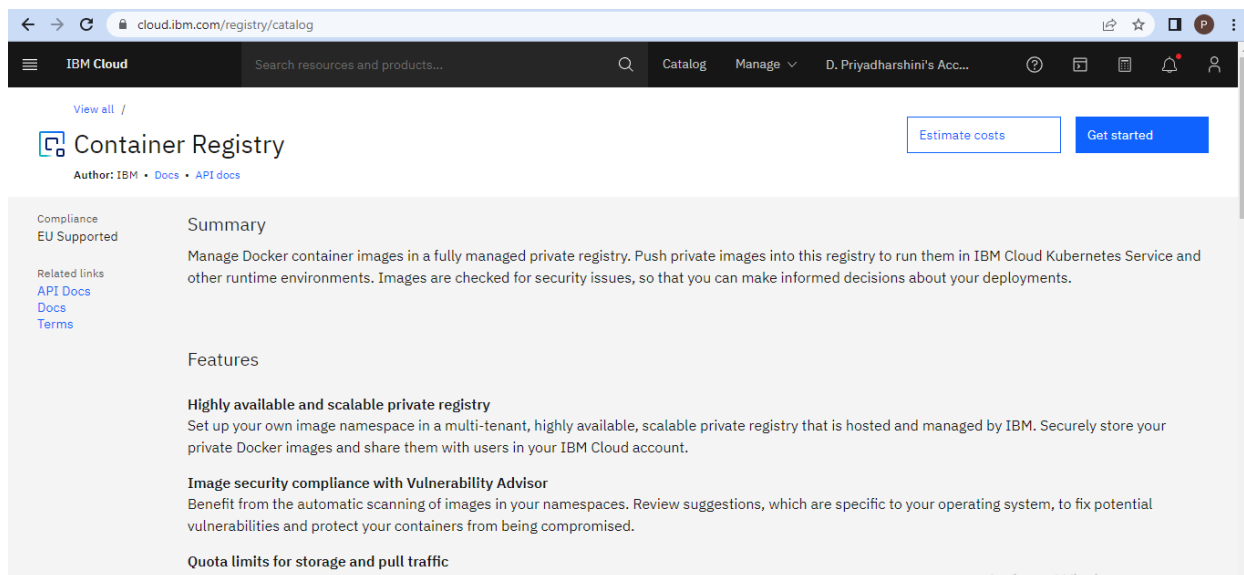 cloud.ibm.com/registry/catalog
P
IBM Cloud
Search resources and products...
Catalog
Manage
D. Priyadharshini's Acc...
View all /
Container Registry
Estimate costs
Get started
Author: IBM • Docs • API docs
Compliance
EU Supported
Related links
API Docs
Docs
Terms
Summary
Manage Docker container images in a fully managed private registry. Push private images into this registry to run them in IBM Cloud Kubernetes Service and
other runtime environments. Images are checked for security issues, so that you can make informed decisions about your deployments.
Features
Highly available and scalable private registry
Set up your own image namespace in a multi-tenant, highly available, scalable private registry that is hosted and managed by IBM. Securely store your
private Docker images and share them with users in your IBM Cloud account.
Image security compliance with Vulnerability Advisor
Benefit from the automatic scanning of images in your namespaces. Review suggestions, which are specific to your operating system, to fix potential
vulnerabilities and protect your containers from being compromised.
Quota limits for storage and pull traffic